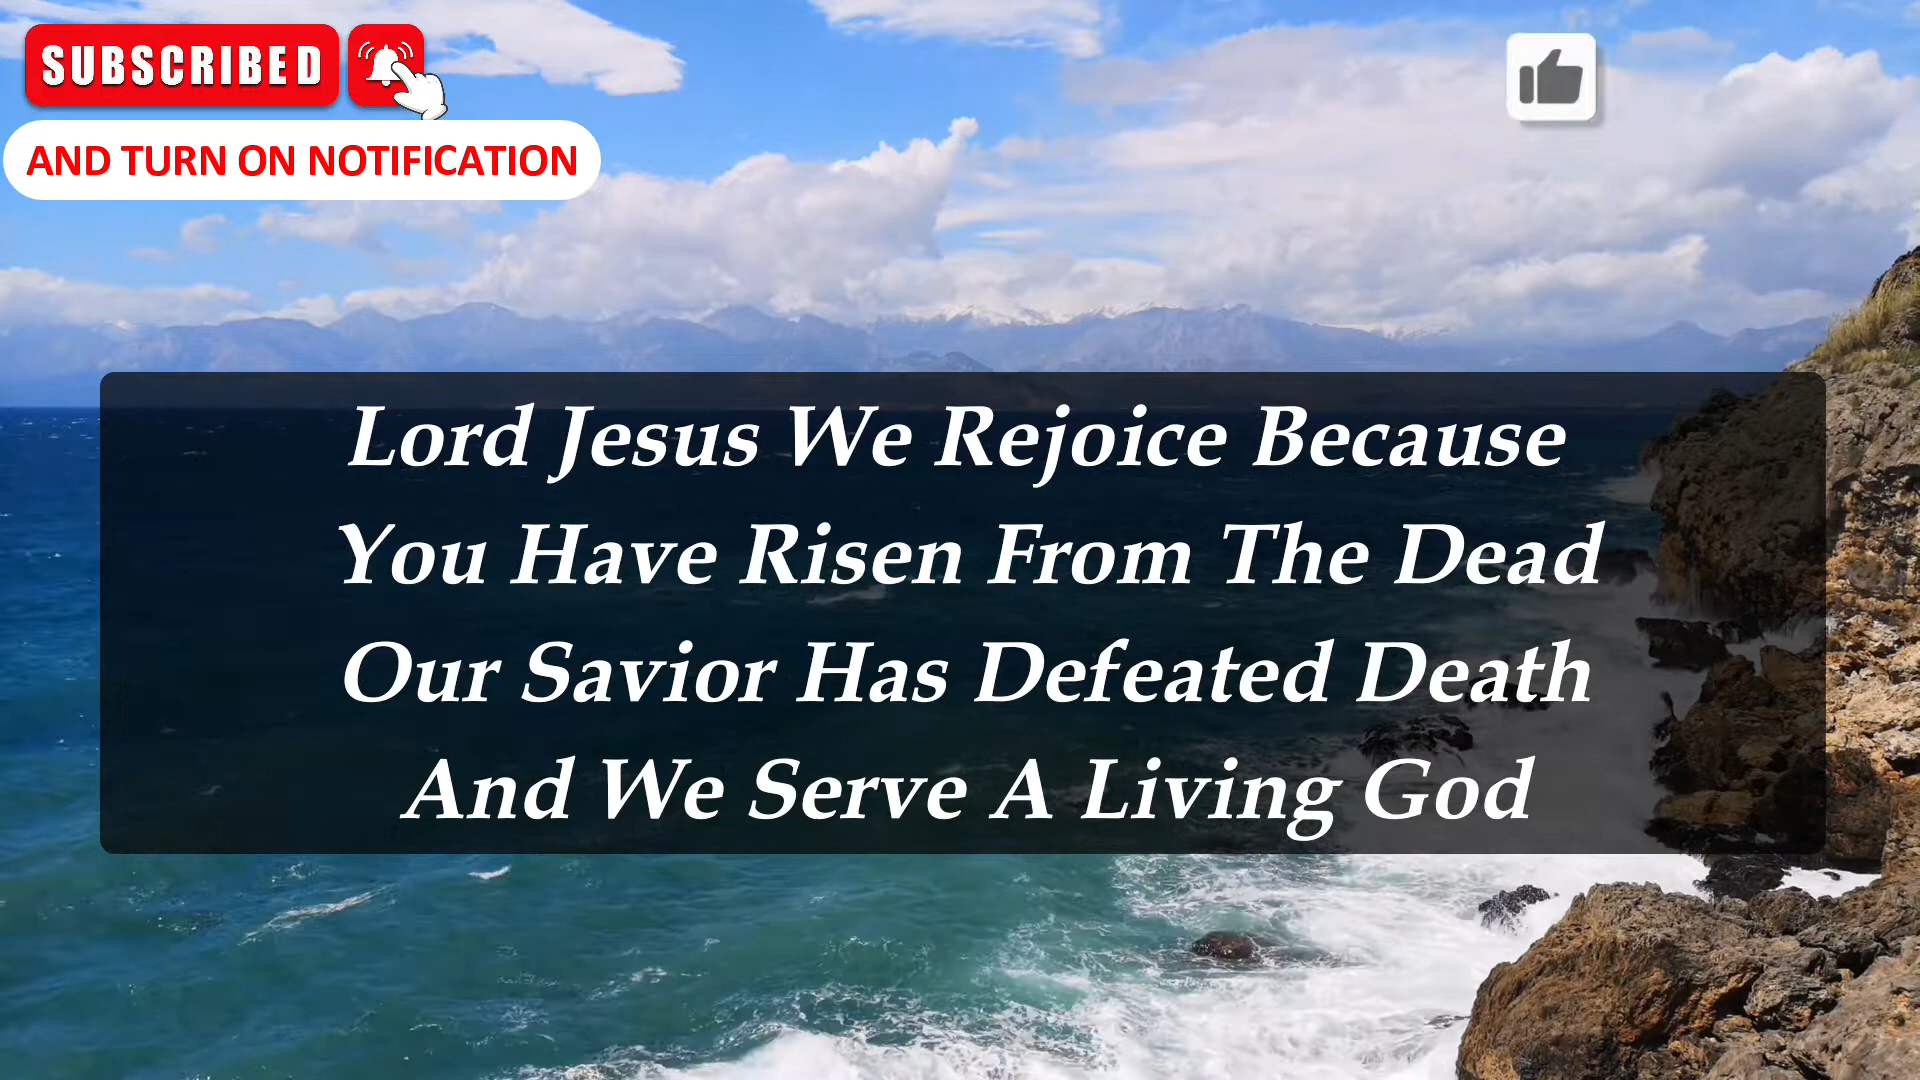 SUBSCRIBED
AND TURN ON NOTIFICATION
Lord Jesus We Rejoice Because
You Have Risen From The Dead
Our Savior Has Defeated Death
And We Serve A Living God